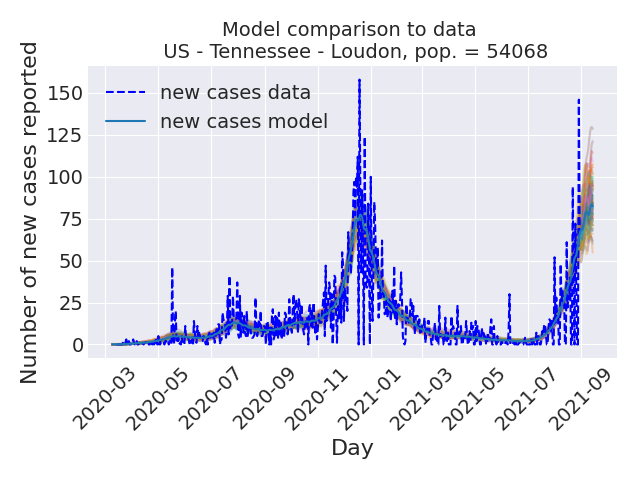 Model comparison to data
US - Tennessee - Loudon, pop. = 54068
Number of new cases reported
150
125
100
75
50
25
0
new cases data
new cases model
2020-03
2020-05
2020-07
2020-09
2020-11
2021-01
2021-03
2021-05
2021-07
2021-09
Day